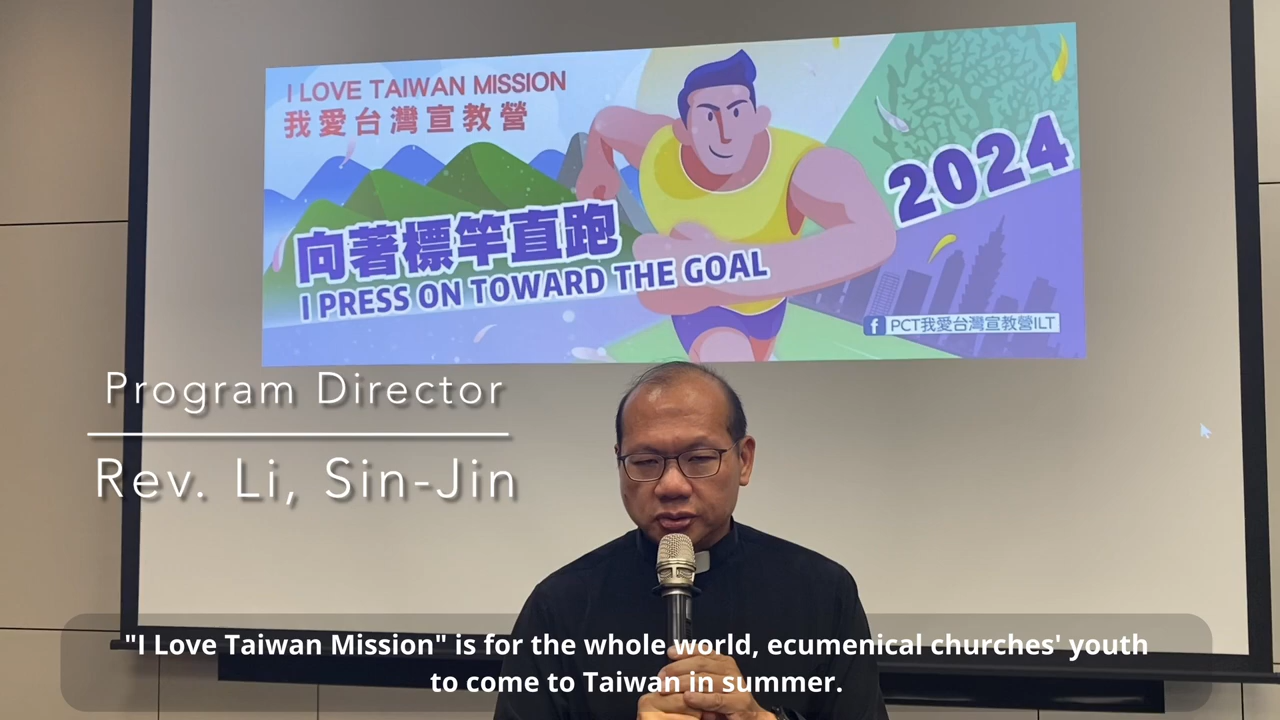 I LOVE TAIWAN MISSION
我愛台灣宣教營
2024
向著標竿直跑
I PRESS ON TOWARD THE GOAL
f PCT我愛台灣宣教營ILT
Program Director
Rev. Li, Sin-Jin
"I Love Taiwan Mission" is for the whole world, ecumenical churches' youth
to come to Taiwan in summer.